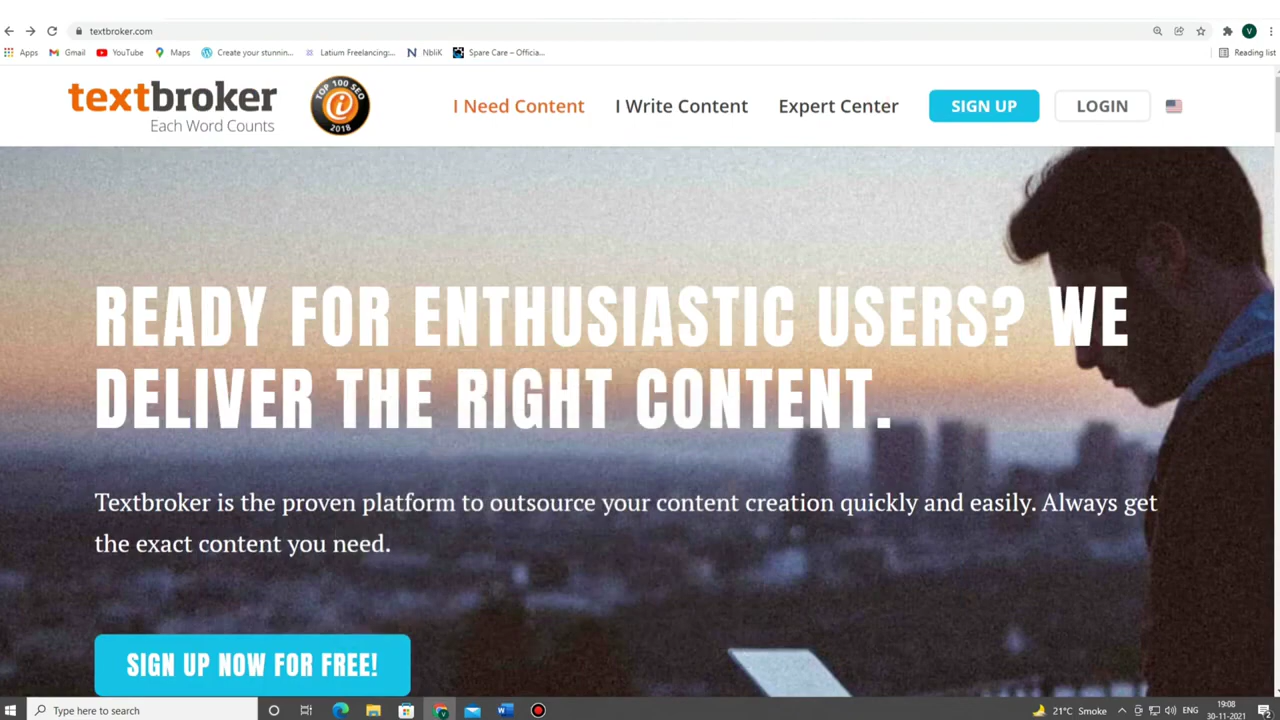 textbroker.com
Apps Gmail YouTube Maps Create your stunnin... Latium Freelancing:... NbliK Spare Care – Officia... Reading list
textbroker
Each Word Counts
TOP 100 SEO
2018
I Need Content I Write Content Expert Center SIGN UP LOGIN
READY FOR ENTHUSIASTIC USERS? WE
DELIVER THE RIGHT CONTENT.
Textbroker is the proven platform to outsource your content creation quickly and easily. Always get
the exact content you need.
SIGN UP NOW FOR FREE!
Type here to search 21°C Smoke ENG 19:08
30-11-2021